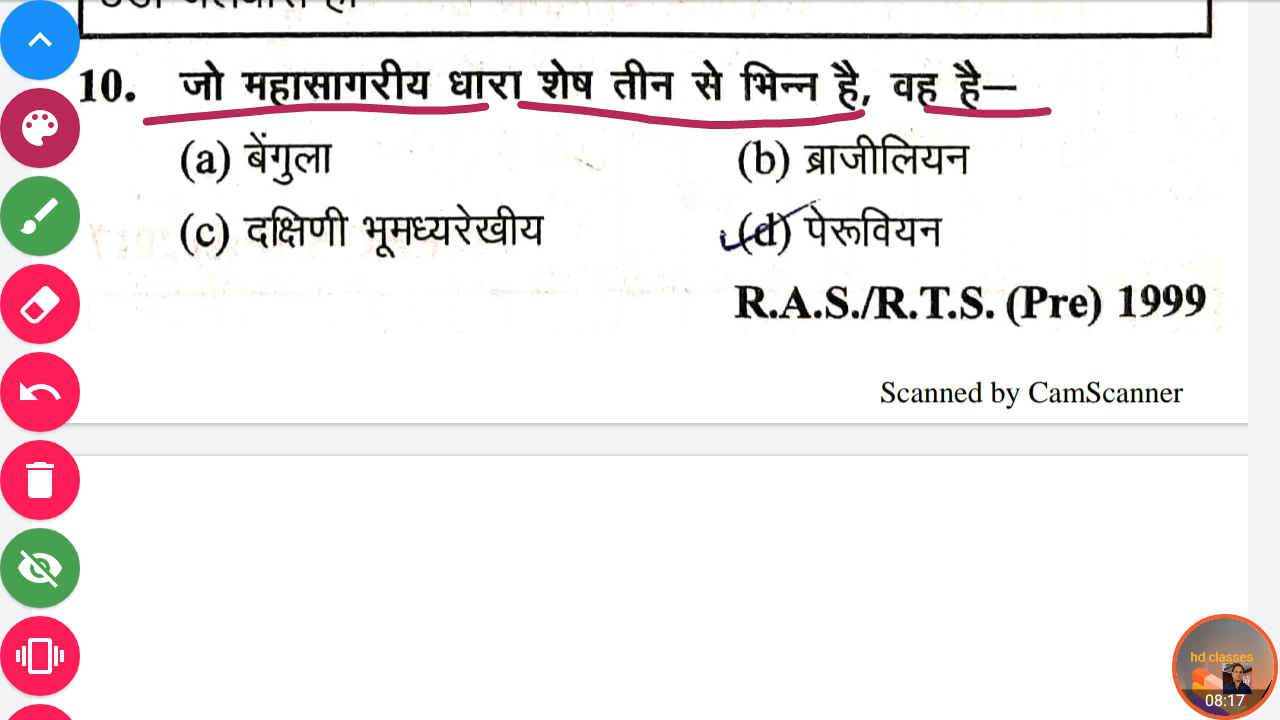 10. जो महासागरीय धारा शेष तीन से भिन्न है, वह है—
(a) बेंगुला (b) ब्राजीलियन
(c) दक्षिणी भूमध्यरेखीय (d) पेरूवियन
R.A.S./R.T.S. (Pre) 1999
Scanned by CamScanner
hd classes
08:17